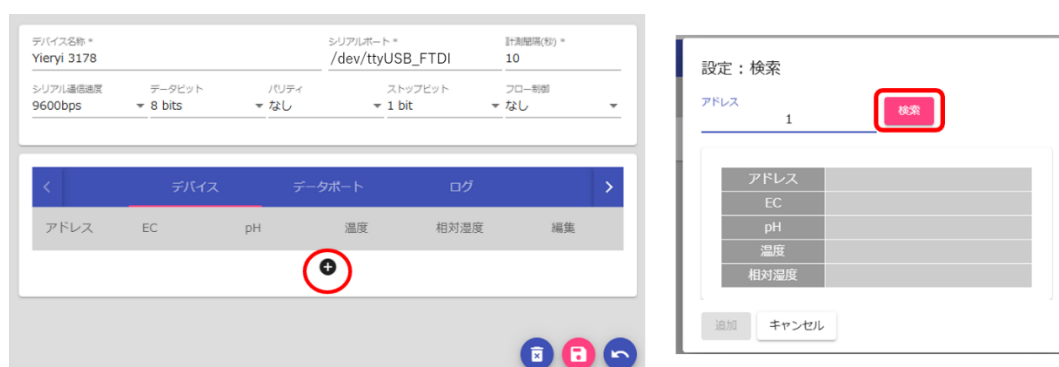 デバイス名称 *
Yieryi 3178
シリアルポート *
/dev/ttyUSB_FTDI
計測間隔(秒) *
10
シリアル通信速度
9600bps
データビット
8 bits
パリティ
なし
ストップビット
1 bit
フロー制御
なし
デバイス データポート ログ
アドレス EC pH 温度 相対湿度 編集
設定：検索
アドレス
1
検索
アドレス
EC
pH
温度
相対湿度
追加 キャンセル